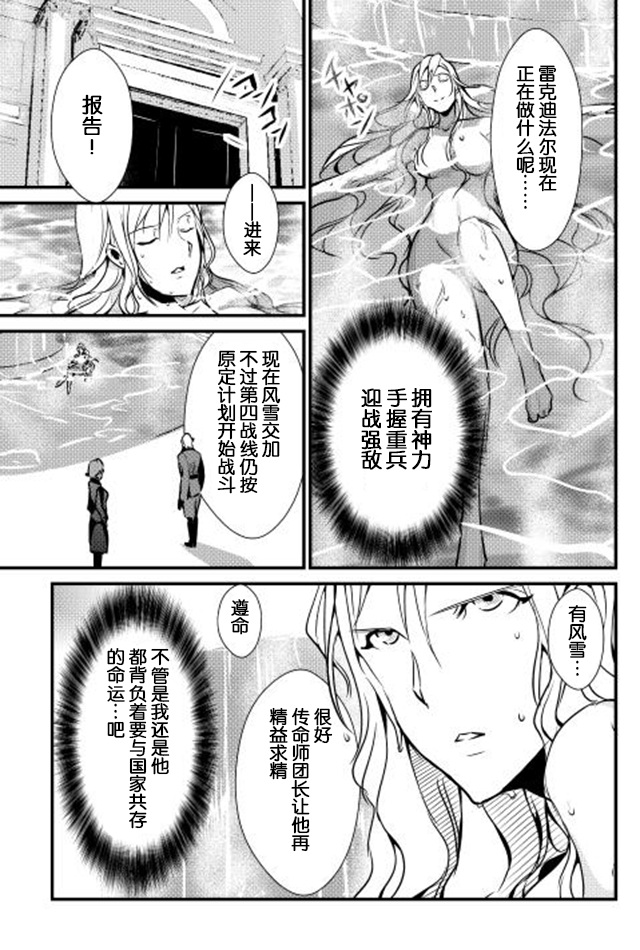 雷克迪法尔现在
正在做什么呢……
チャポン
拥有神力
手握重兵
迎战强敌
报告！
——进来
现在风雪交加
不过第四战线仍按
原定计划开始战斗
有风雪…
很好
传命师团长让他再
精益求精
遵命
不管是我还是他
都背负着要与国家共存
的命运…吧